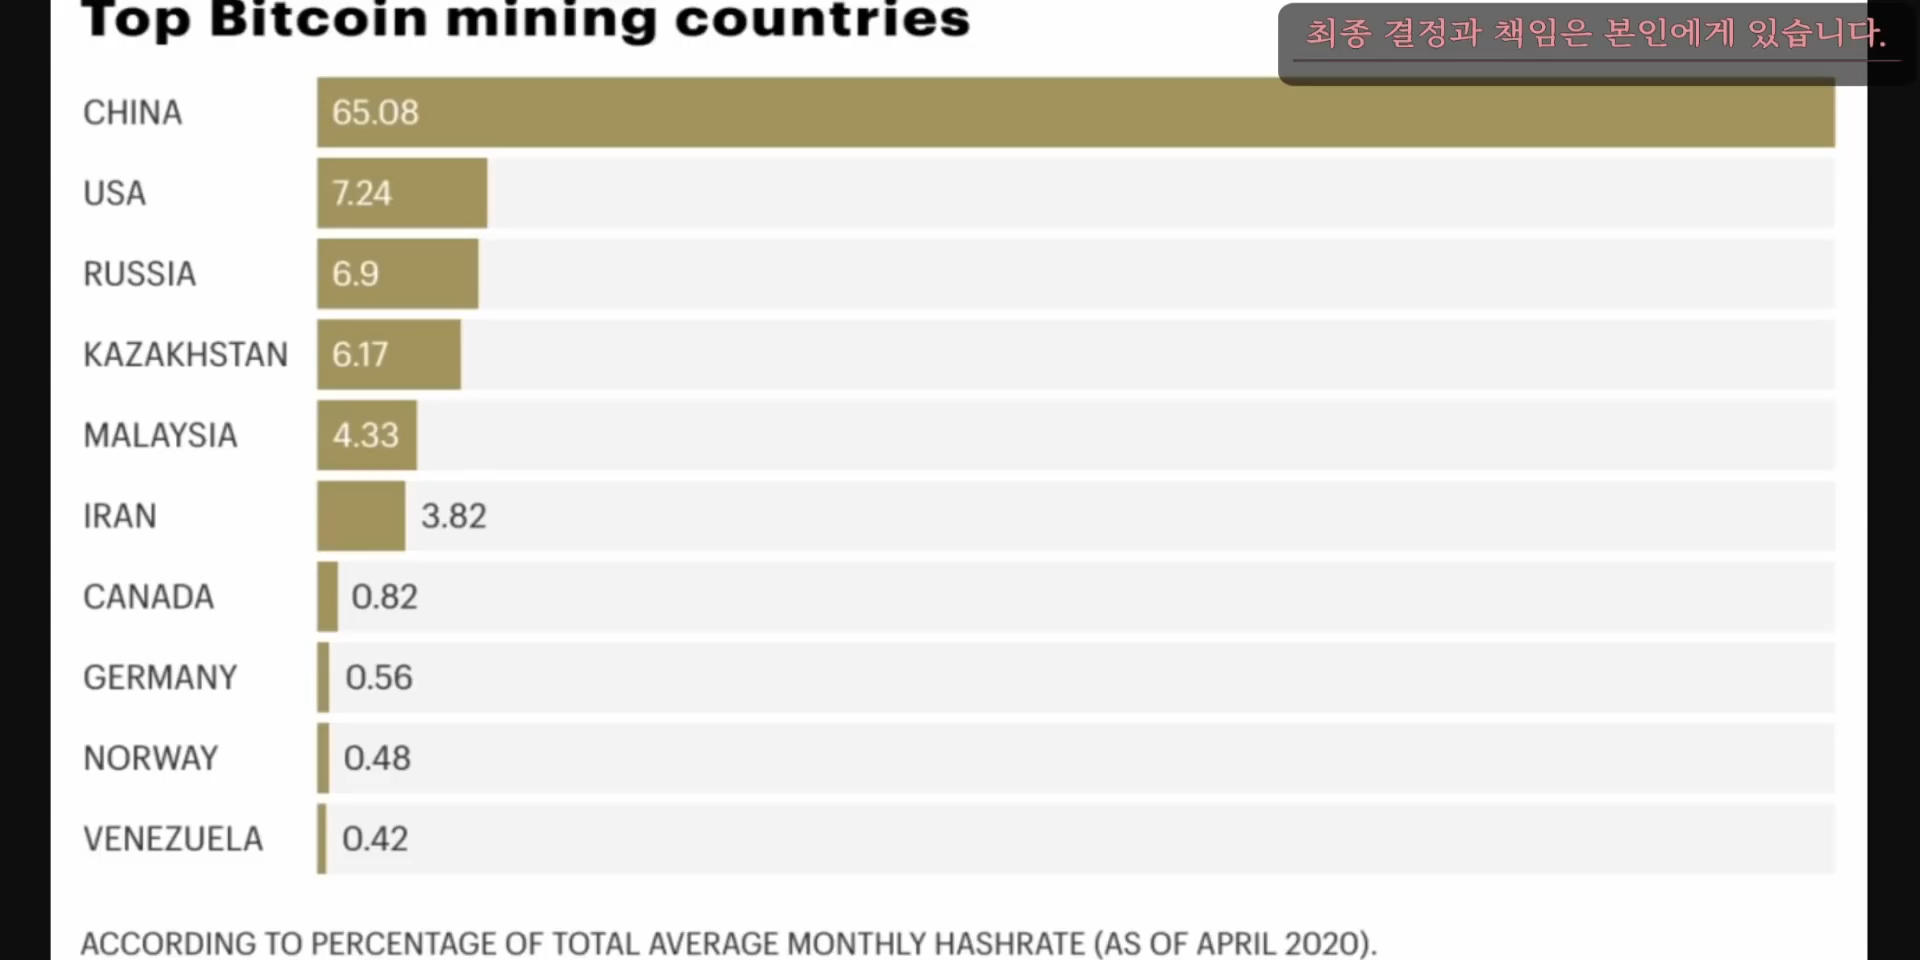 Top Bitcoin mining countries
최종 결정과 책임은 본인에게 있습니다.
CHINA 65.08
USA 7.24
RUSSIA 6.9
KAZAKHSTAN 6.17
MALAYSIA 4.33
IRAN 3.82
CANADA 0.82
GERMANY 0.56
NORWAY 0.48
VENEZUELA 0.42
ACCORDING TO PERCENTAGE OF TOTAL AVERAGE MONTHLY HASHRATE (AS OF APRIL 2020).